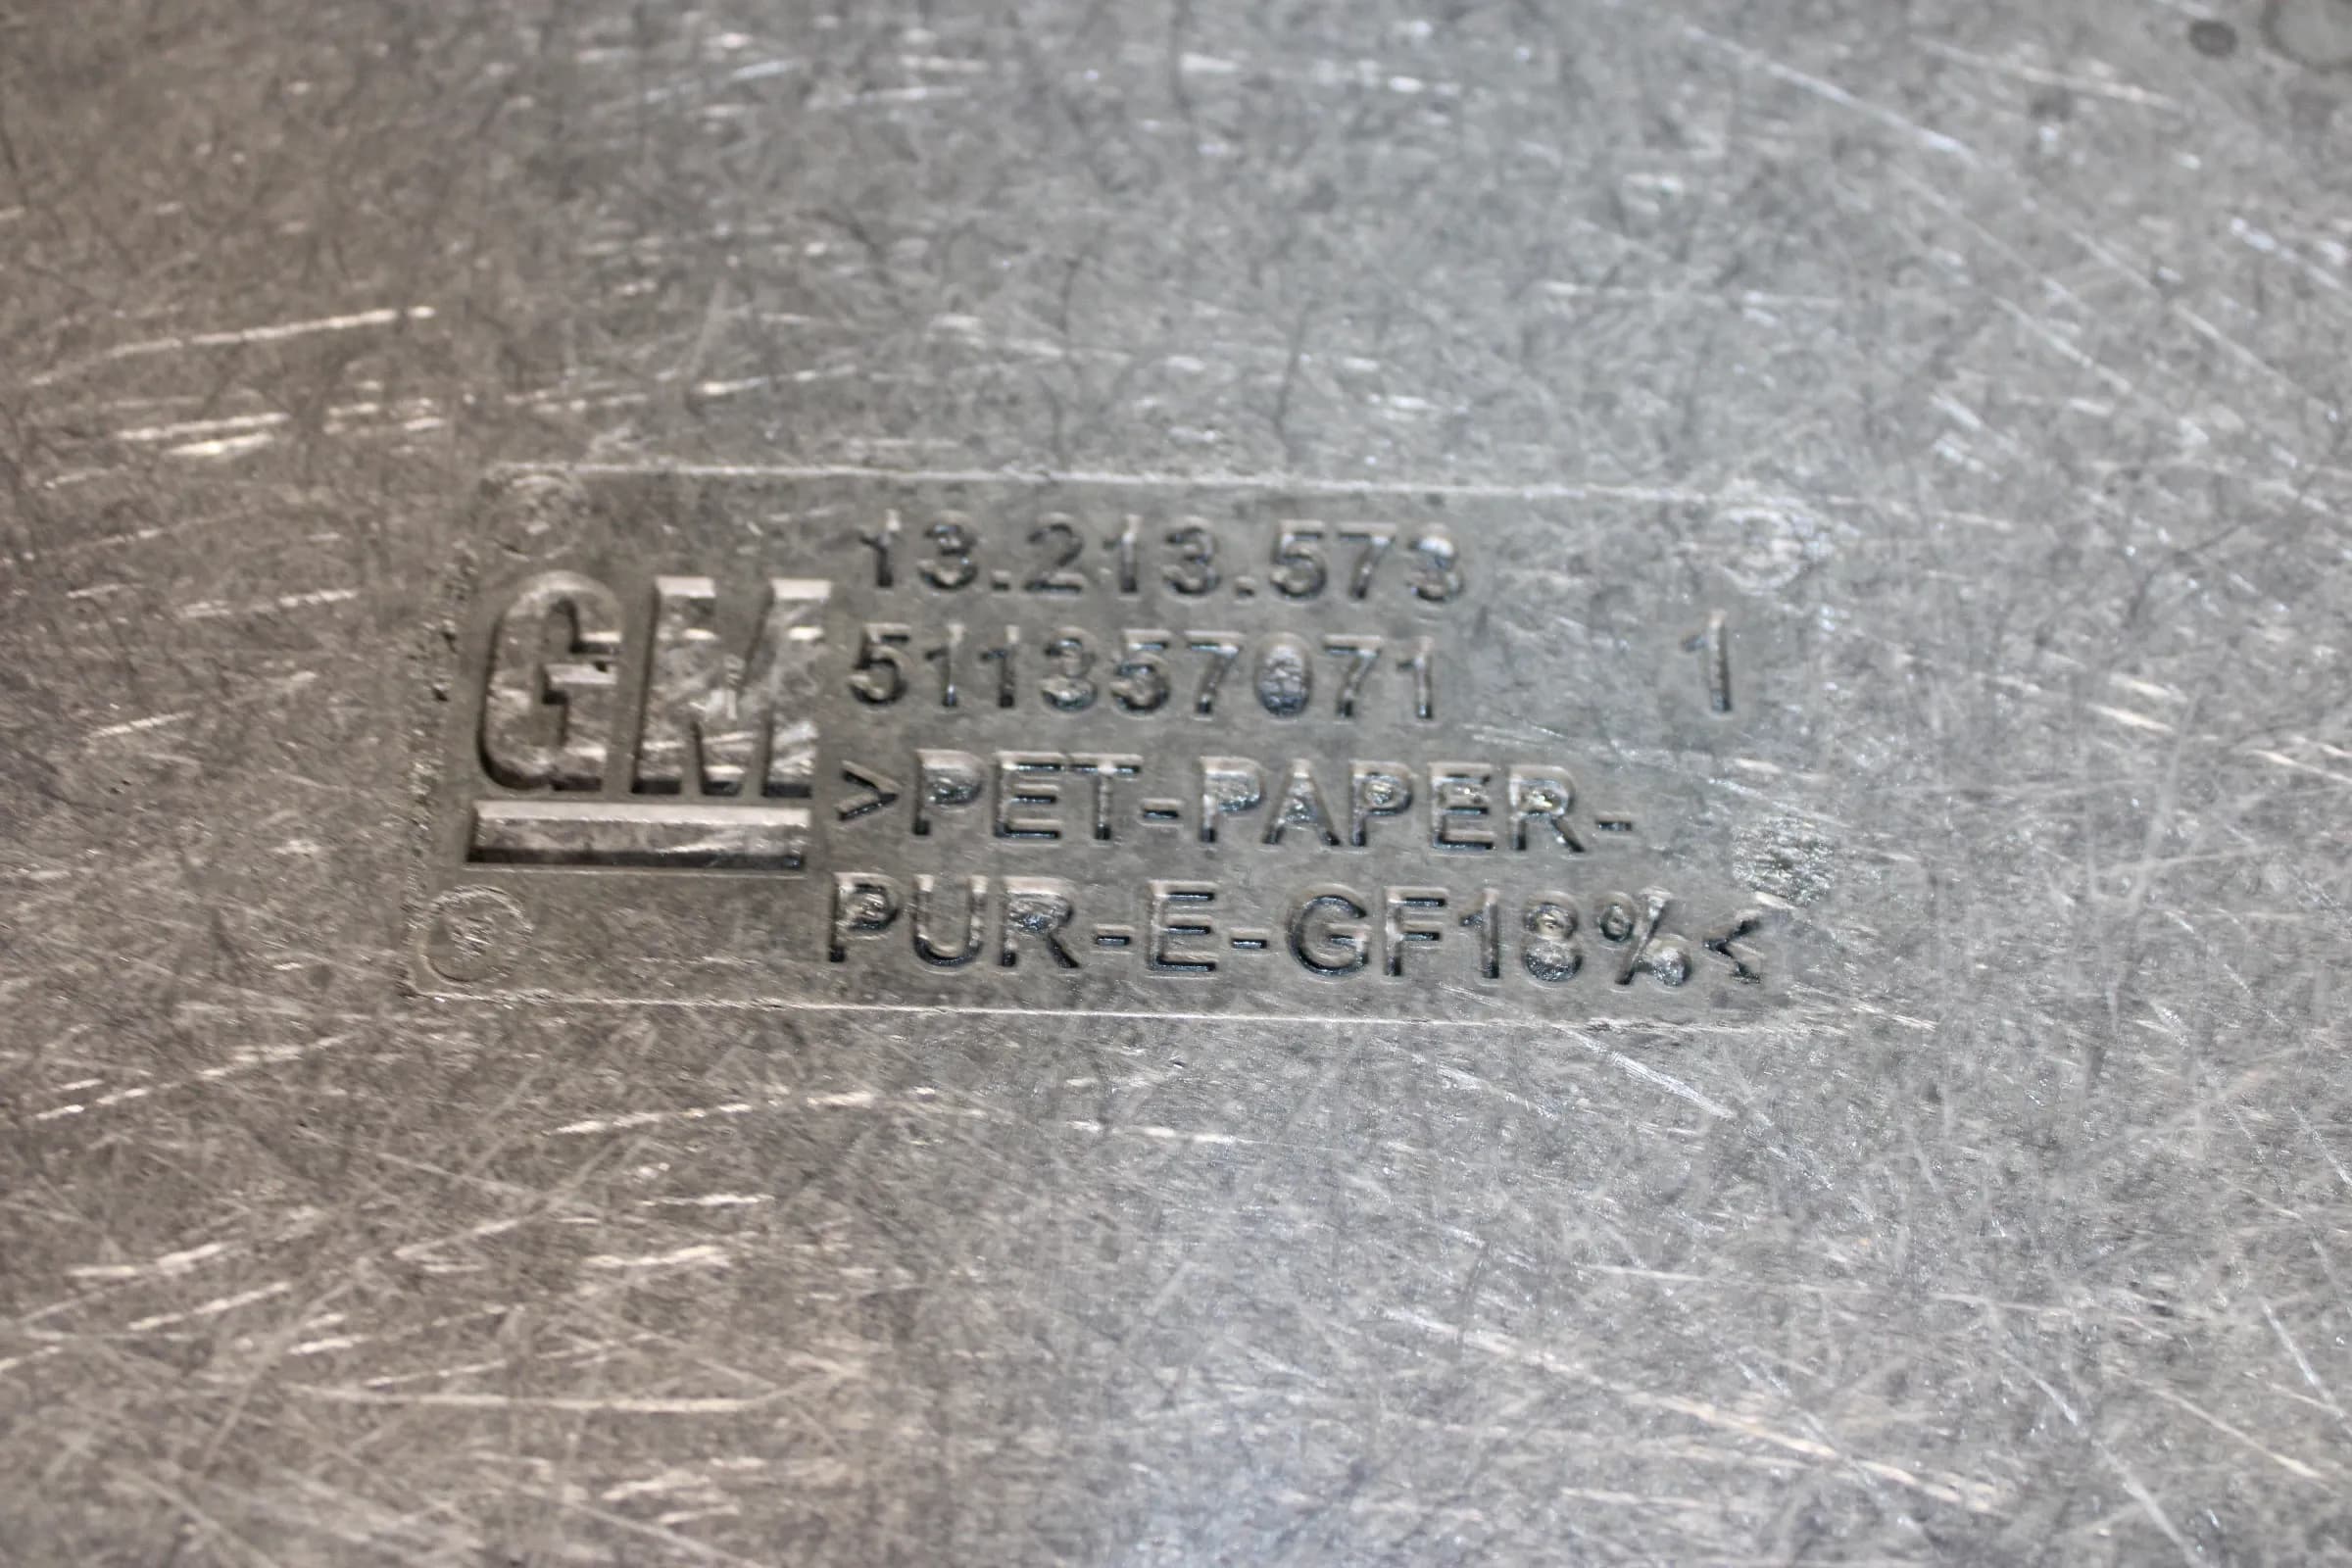 GM
13.213.573
511357071 1
>PET-PAPER-
PUR-E-GF18%<